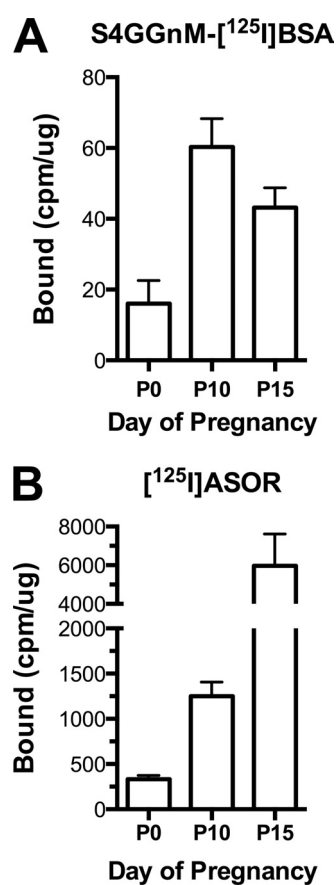 A
S4GGnM-[¹²⁵I]BSA
Bound (cpm/ug)
80
60
40
20
0
P0 P10 P15
Day of Pregnancy
B
[¹²⁵I]ASOR
Bound (cpm/ug)
8000
6000
4000
2000
1500
1000
500
0
P0 P10 P15
Day of Pregnancy